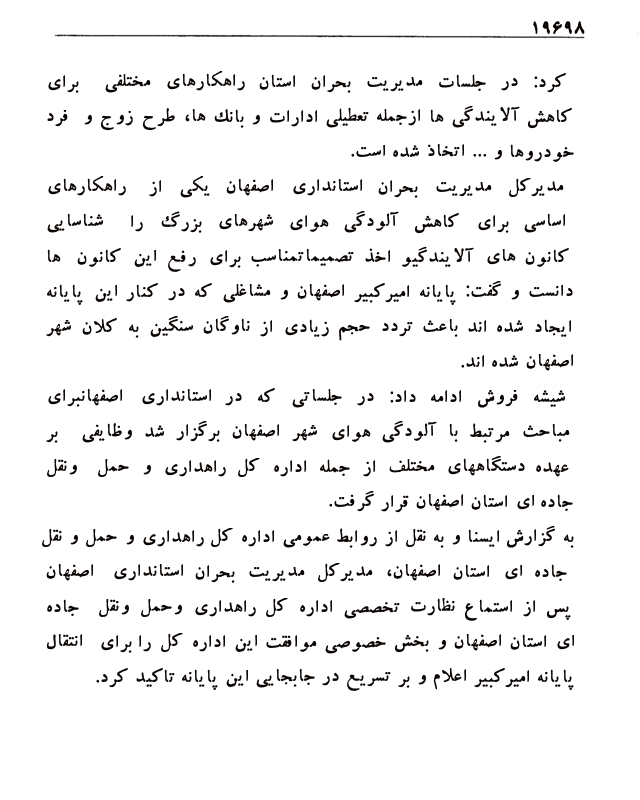 ۱۹۶۹۸
کرد: در جلسات مدیریت بحران استان راهکارهای مختلفی برای
کاهش آلایندگی ها ازجمله تعطیلی ادارات و بانك ها، طرح زوج و فرد
خودروها و ... اتخاذ شده است.
مدیرکل مدیریت بحران استانداری اصفهان یکی از راهکارهای
اساسی برای کاهش آلودگی هوای شهرهای بزرگ را شناسایی
کانون های آلایندگیو اخذ تصمیماتمناسب برای رفع این کانون ها
دانست و گفت: پایانه امیرکبیر اصفهان و مشاغلی که در کنار این پایانه
ایجاد شده اند باعث تردد حجم زیادی از ناوگان سنگین به کلان شهر
اصفهان شده اند.
شیشه فروش ادامه داد: در جلساتی که در استانداری اصفهانبرای
مباحث مرتبط با آلودگی هوای شهر اصفهان برگزار شد وظایفی بر
عهده دستگاههای مختلف از جمله اداره کل راهداری و حمل ونقل
جاده ای استان اصفهان قرار گرفت.
به گزارش ایسنا و به نقل از روابط عمومی اداره کل راهداری و حمل و نقل
جاده ای استان اصفهان، مدیرکل مدیریت بحران استانداری اصفهان
پس از استماع نظارت تخصصی اداره کل راهداری وحمل ونقل جاده
ای استان اصفهان و بخش خصوصی موافقت این اداره کل را برای انتقال
پایانه امیرکبیر اعلام و بر تسریع در جابجایی این پایانه تاکید کرد.